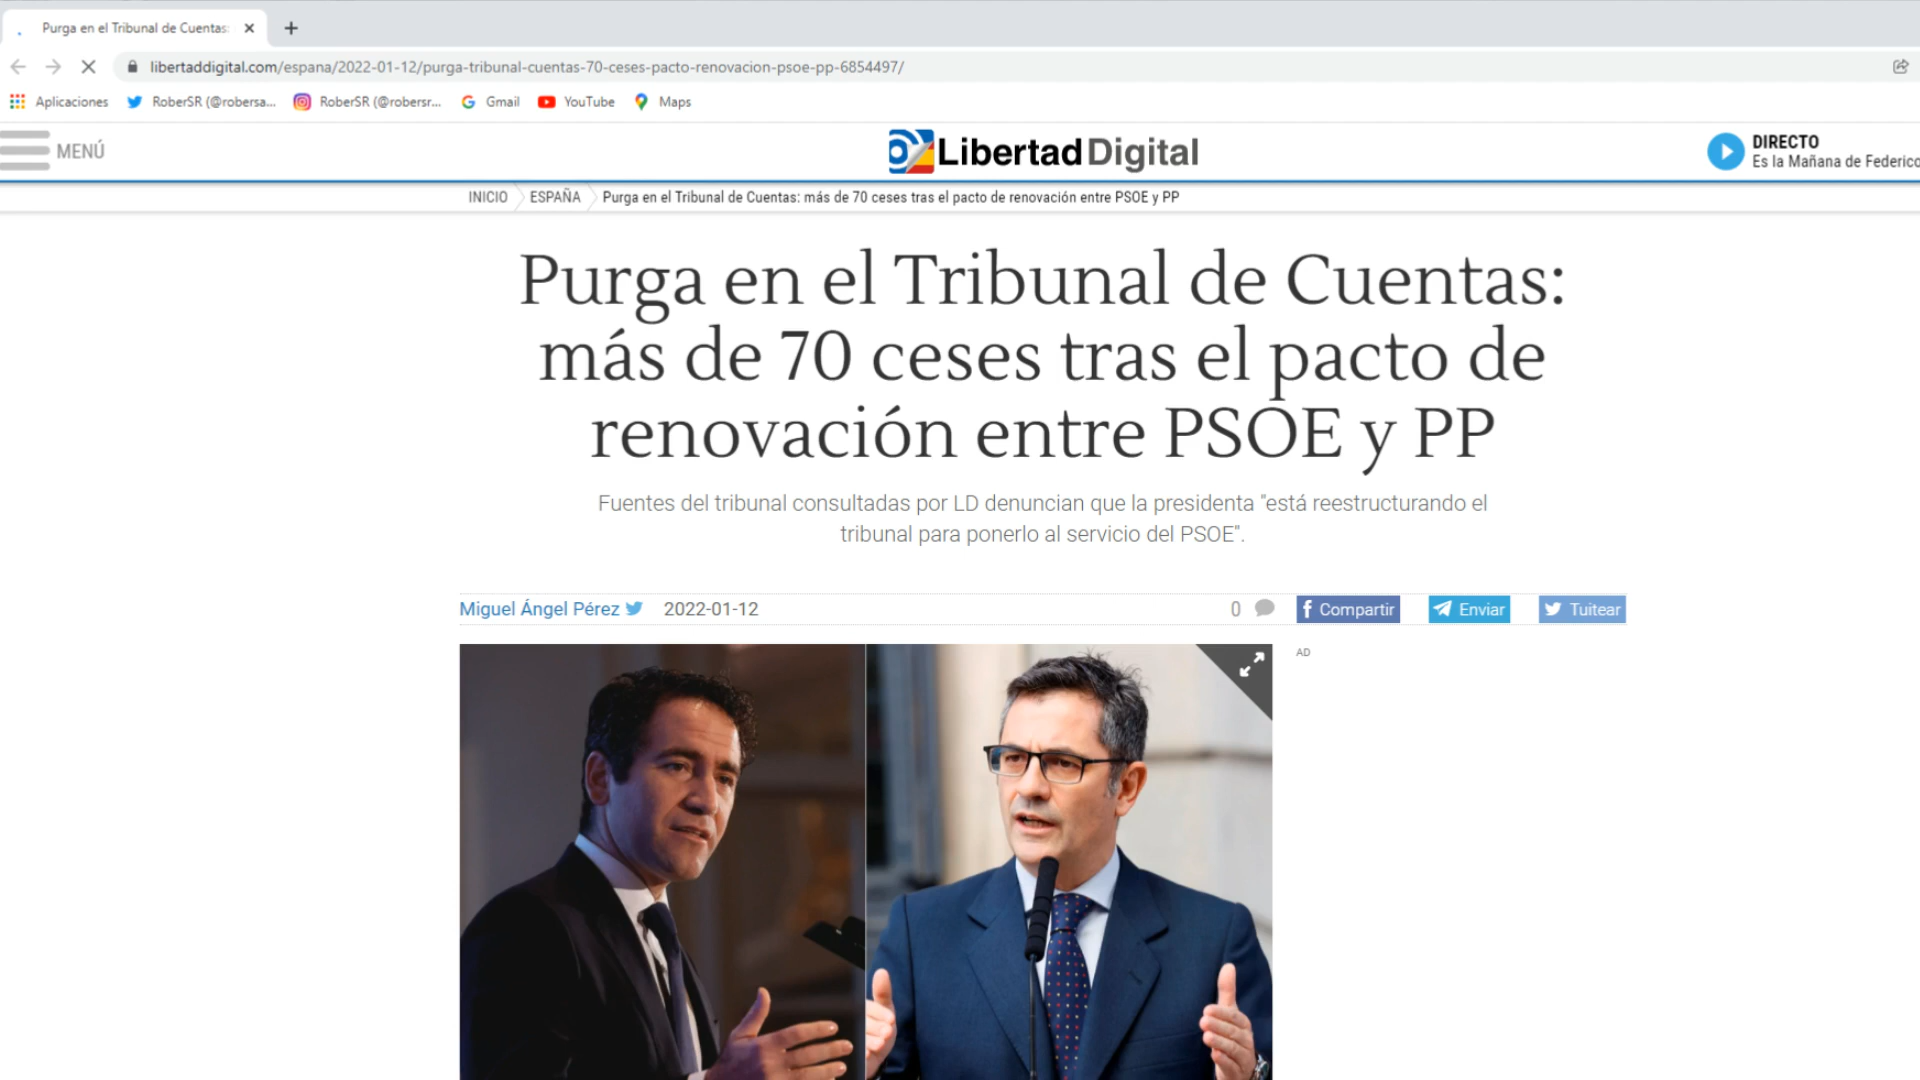 Purga en el Tribunal de Cuentas:
libertaddigital.com/espana/2022-01-12/purga-tribunal-cuentas-70-ceses-pacto-renovacion-psoe-pp-6854497/
Aplicaciones RoberSR (@robersa... RoberSR (@robersr... Gmail YouTube Maps
MENÚ
Libertad Digital
DIRECTO
Es la Mañana de Federico
INICIO ESPAÑA Purga en el Tribunal de Cuentas: más de 70 ceses tras el pacto de renovación entre PSOE y PP
Purga en el Tribunal de Cuentas:
más de 70 ceses tras el pacto de
renovación entre PSOE y PP
Fuentes del tribunal consultadas por LD denuncian que la presidenta "está reestructurando el
tribunal para ponerlo al servicio del PSOE".
Miguel Ángel Pérez 2022-01-12 0 Compartir Enviar Tuitear
AD